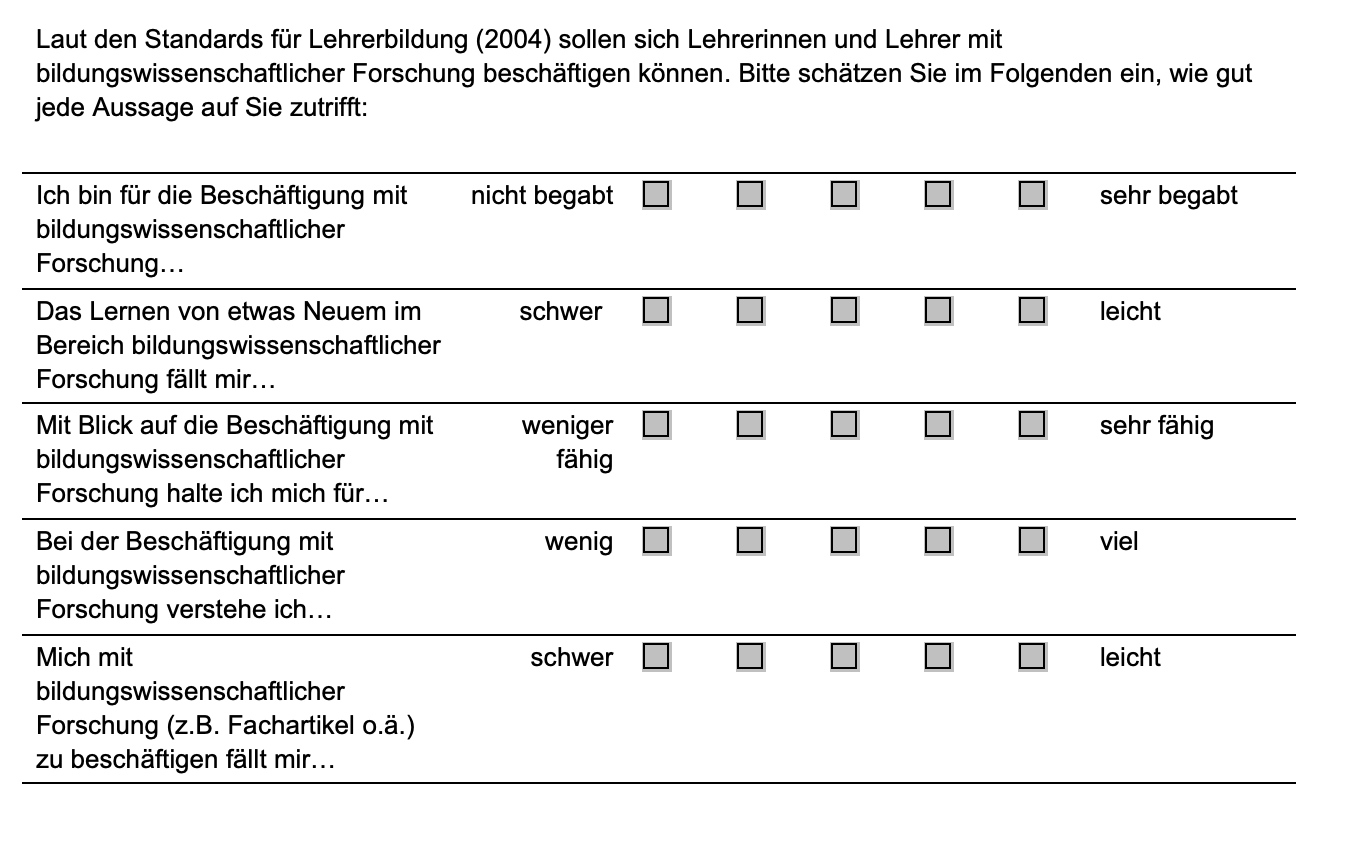 Laut den Standards für Lehrerbildung (2004) sollen sich Lehrerinnen und Lehrer mit
bildungswissenschaftlicher Forschung beschäftigen können. Bitte schätzen Sie im Folgenden ein, wie gut
jede Aussage auf Sie zutrifft:
Ich bin für die Beschäftigung mit nicht begabt sehr begabt
bildungswissenschaftlicher
Forschung…
Das Lernen von etwas Neuem im schwer leicht
Bereich bildungswissenschaftlicher
Forschung fällt mir…
Mit Blick auf die Beschäftigung mit weniger sehr fähig
bildungswissenschaftlicher fähig
Forschung halte ich mich für…
Bei der Beschäftigung mit wenig viel
bildungswissenschaftlicher
Forschung verstehe ich…
Mich mit schwer leicht
bildungswissenschaftlicher
Forschung (z.B. Fachartikel o.ä.)
zu beschäftigen fällt mir…